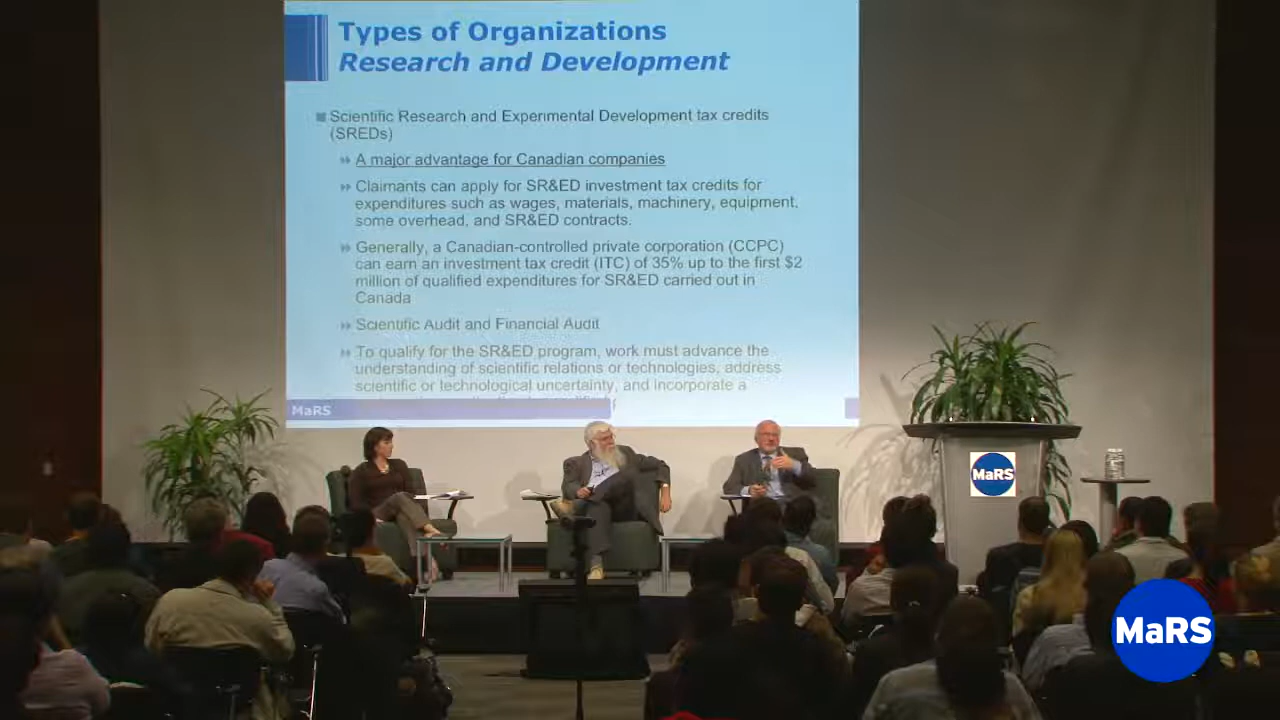 Types of Organizations
Research and Development
Scientific Research and Experimental Development tax credits
(SREDs)
A major advantage for Canadian companies
Claimants can apply for SR&ED investment tax credits for
expenditures such as wages, materials, machinery, equipment,
some overhead, and SR&ED contracts.
Generally, a Canadian-controlled private corporation (CCPC)
can earn an investment tax credit (ITC) of 35% up to the first $2
million of qualified expenditures for SR&ED carried out in
Canada
Scientific Audit and Financial Audit
To qualify for the SR&ED program, work must advance the
understanding of scientific relations or technologies, address
scientific or technological uncertainty, and incorporate a
MaRS
MaRS
MaRS